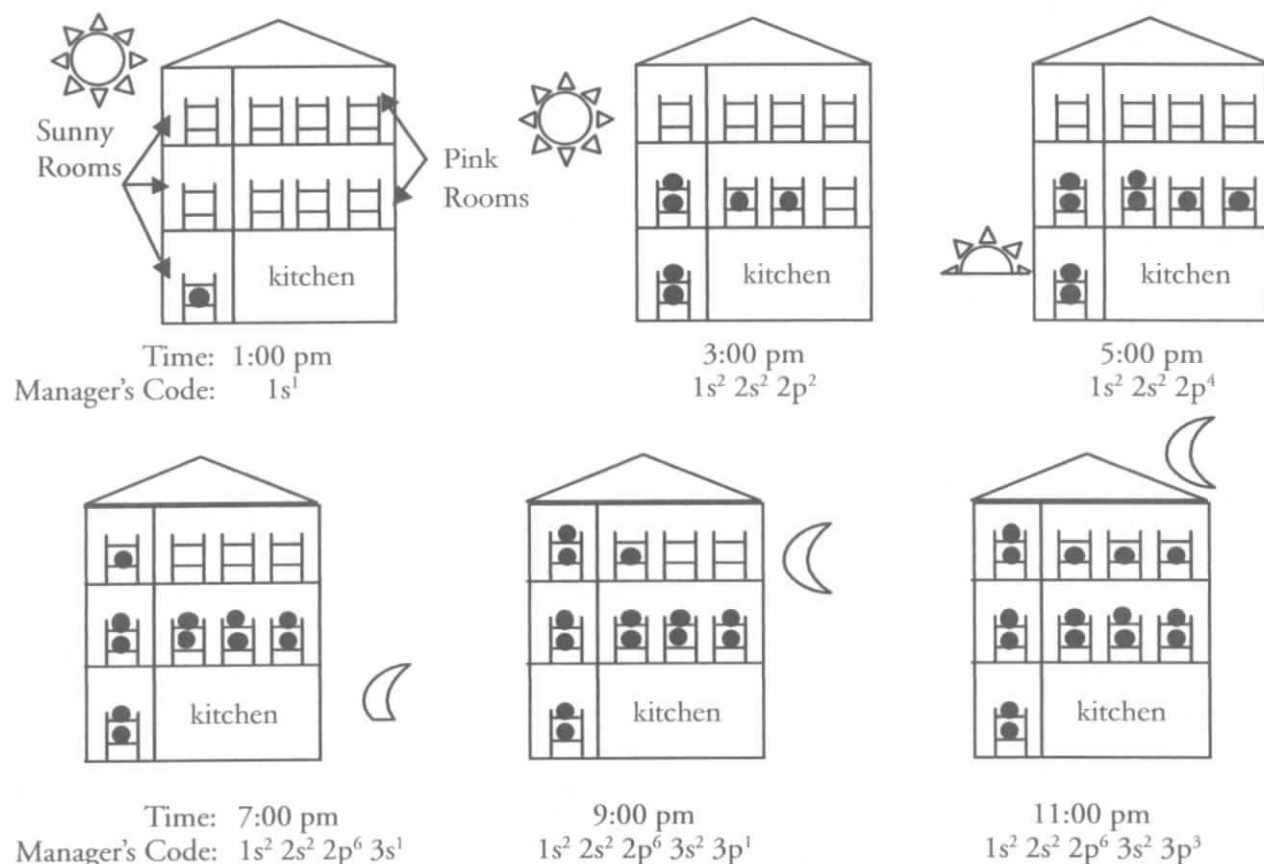 Sunny
Rooms
Pink
Rooms
kitchen
kitchen
kitchen
Time: 1:00 pm
3:00 pm
5:00 pm
Manager's Code: 1s¹
1s² 2s² 2p²
1s² 2s² 2p⁴
kitchen
kitchen
kitchen
Time: 7:00 pm
9:00 pm
11:00 pm
Manager's Code: 1s² 2s² 2p⁶ 3s¹
1s² 2s² 2p⁶ 3s² 3p¹
1s² 2s² 2p⁶ 3s² 3p³